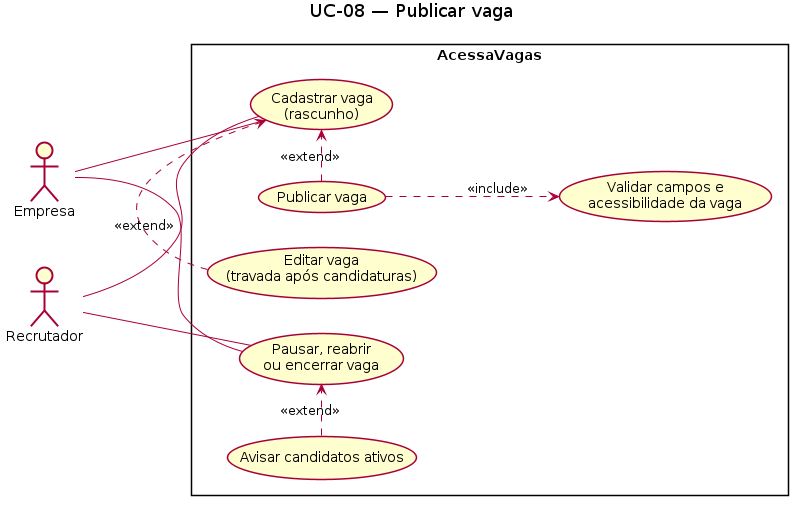 UC-08 — Publicar vaga
AcessaVagas
Cadastrar vaga
(rascunho)
«extend»
Empresa
Publicar vaga
«include»
Validar campos e
acessibilidade da vaga
«extend»
Editar vaga
(travada após candidaturas)
Recrutador
Pausar, reabrir
ou encerrar vaga
«extend»
Avisar candidatos ativos